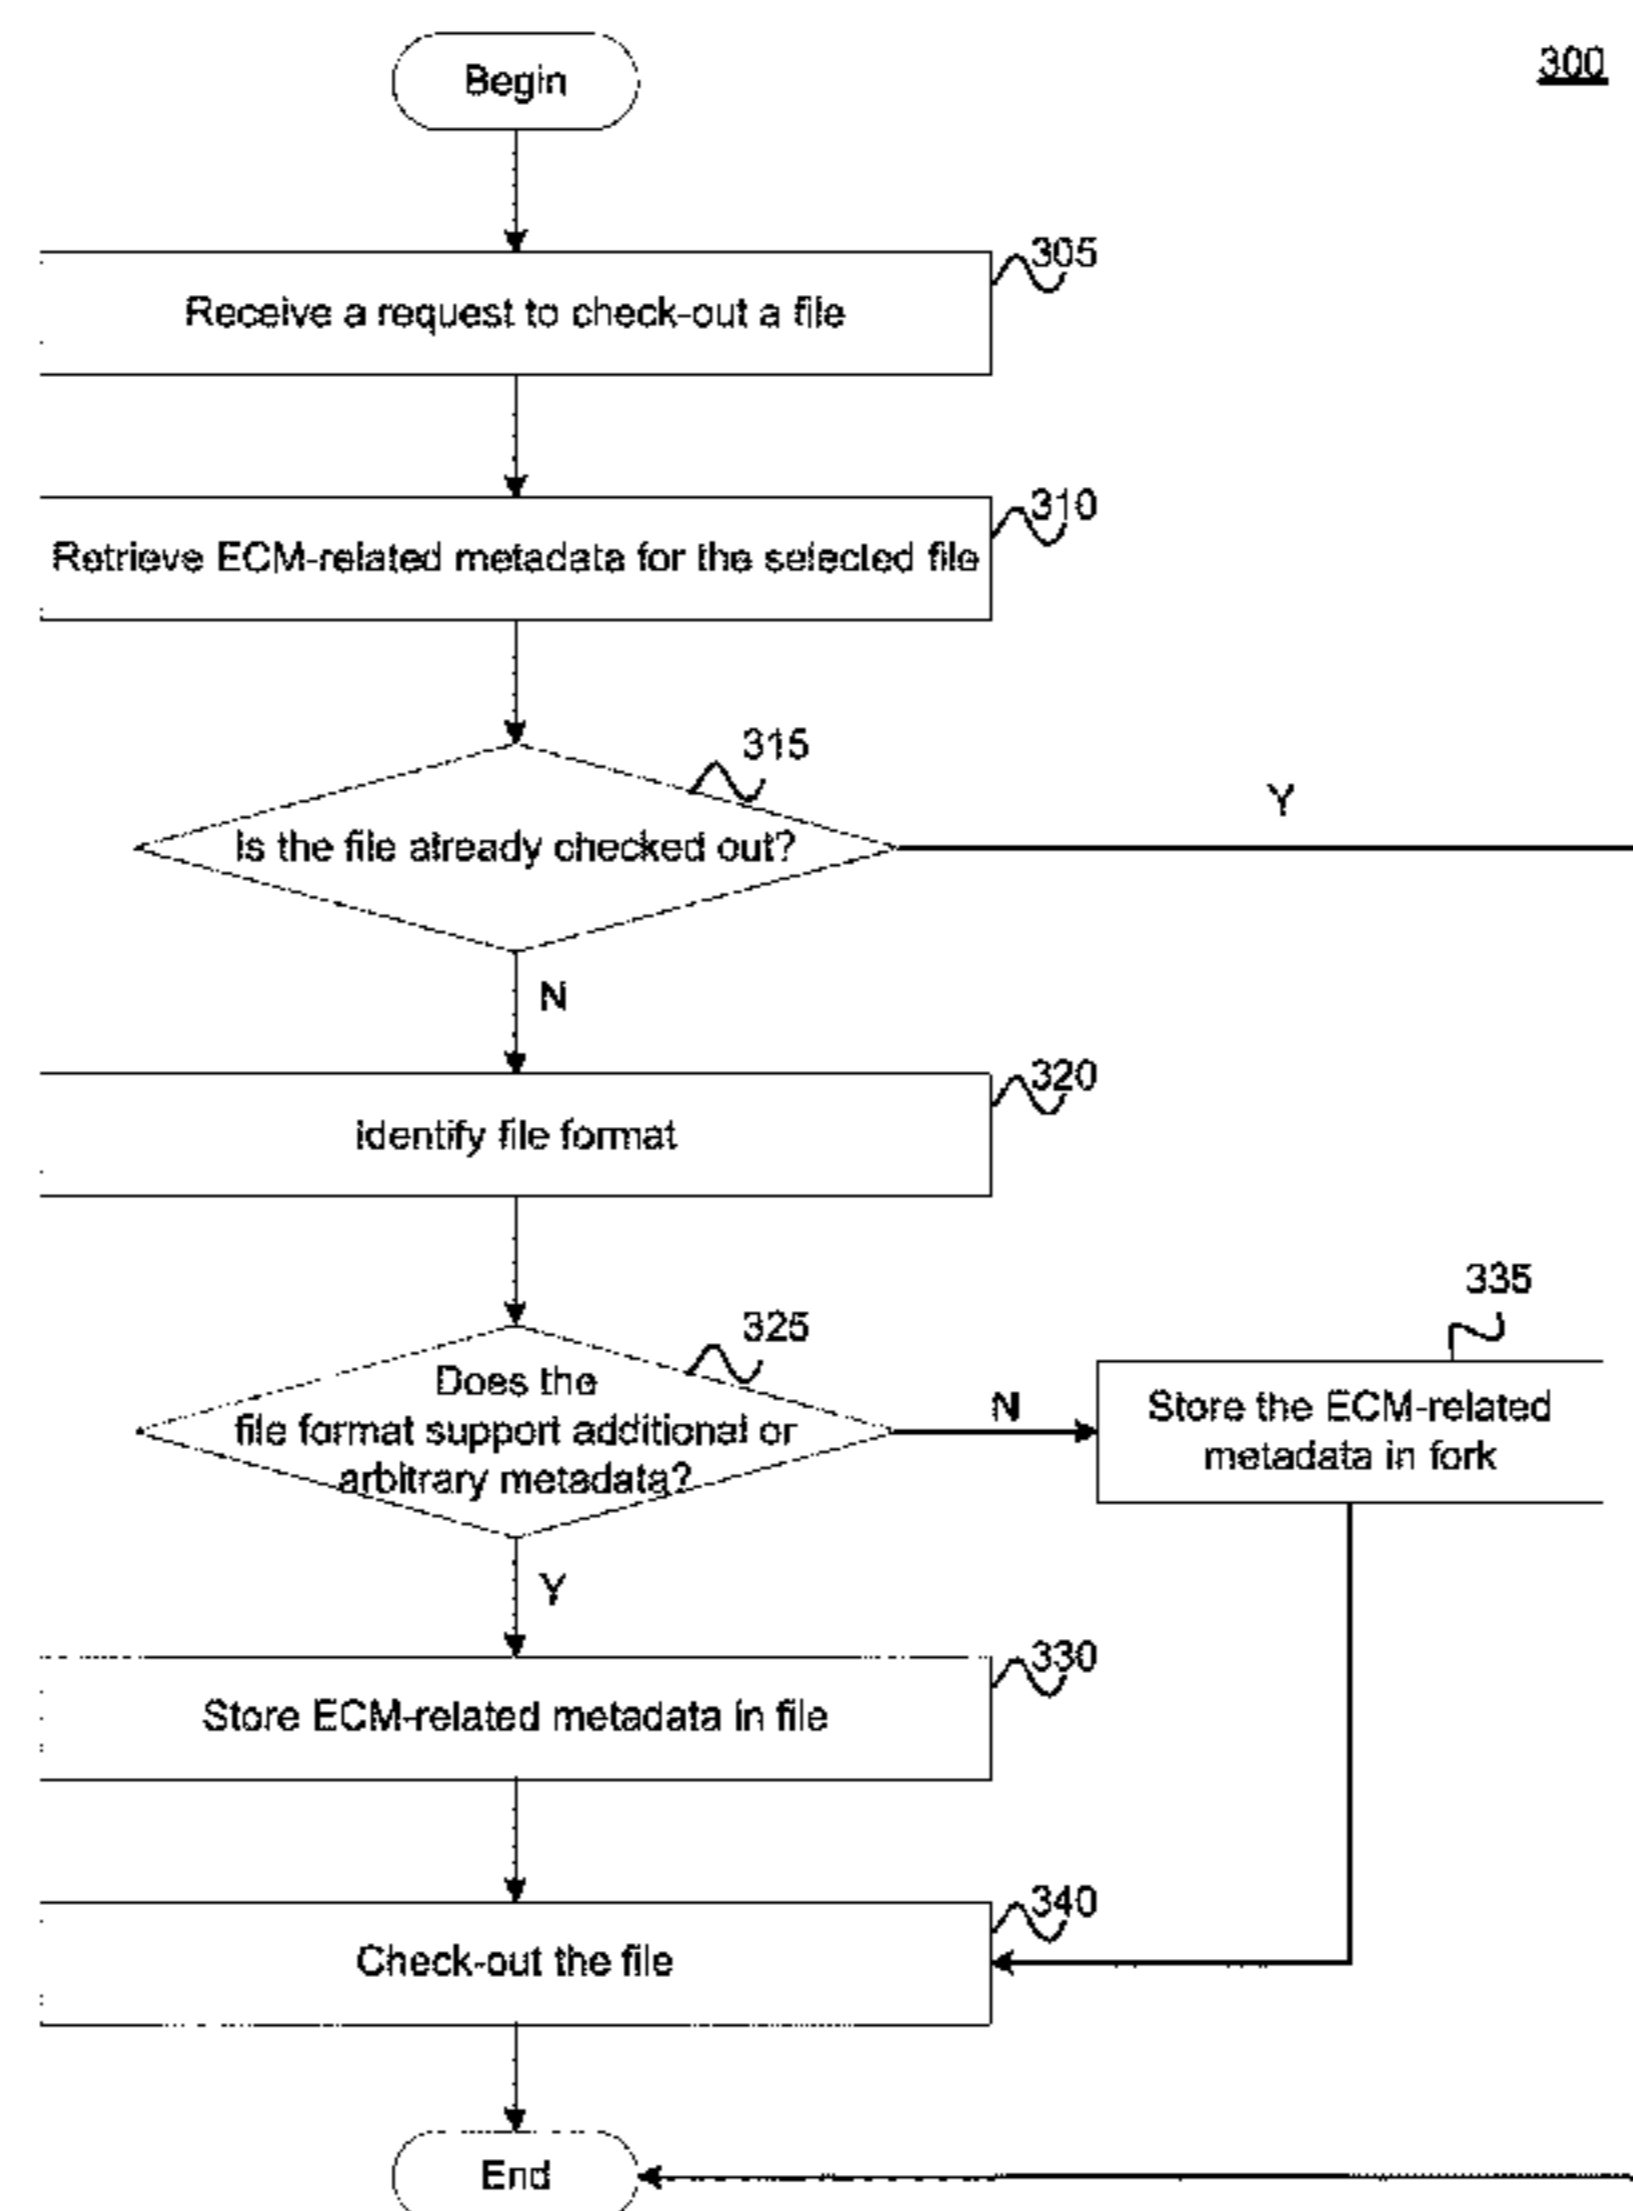 Begin
300
305
Receive a request to check-out a file
310
Retrieve ECM-related metadata for the selected file
315
Is the file already checked out?
Y
N
320
identify file format
325
Does the
file format support additional or
arbitrary metadata?
N
335
Store the ECM-related
metadata in fork
Y
330
Store ECM-related metadata in file
340
Check-out the file
End